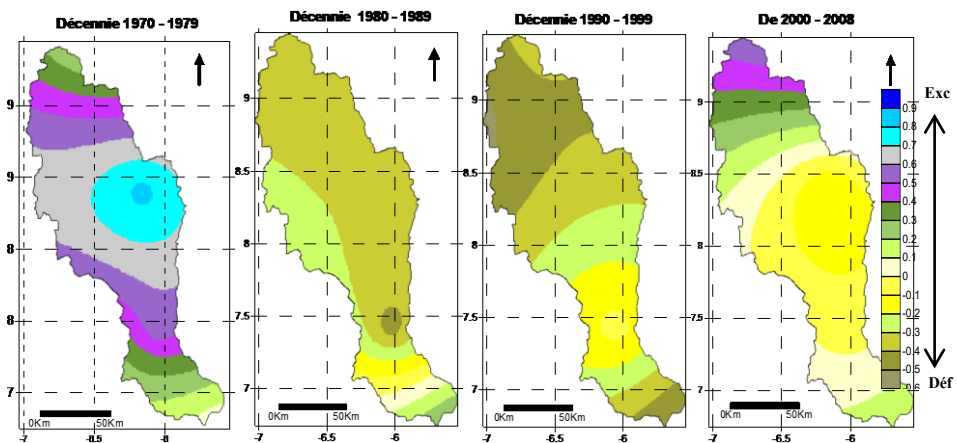 Décennie 1970 - 1979
Décennie 1980 - 1989
Décennie 1990 - 1999
De 2000 - 2008
9
9
8
8
7
0Km 50Km
-7 -6.5 -8
9
8.5
8
7.5
7
0Km 50Km
-7 -6.5 -6
9
8.5
8
7.5
7
0Km 50Km
-7 -6.5 -6
9
8.5
8
7.5
7
0Km 50Km
-7 -6.5 -6
Exc
0.9
0.8
0.7
0.6
0.5
0.4
0.3
0.2
0.1
0
-0.1
-0.2
-0.3
-0.4
-0.5
Déf